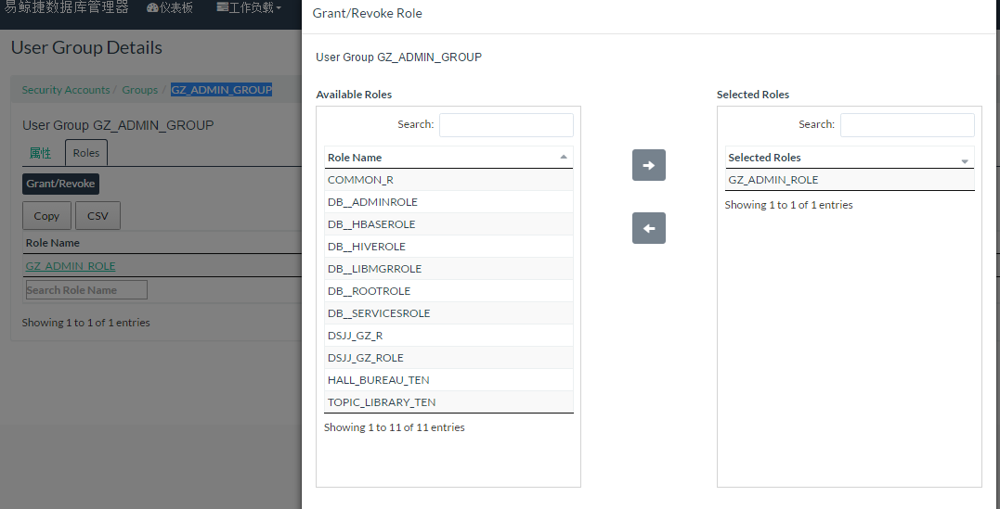 易鲸捷数据库管理器 仪表板 工作负载
User Group Details
Security Accounts / Groups / GZ_ADMIN_GROUP
User Group GZ_ADMIN_GROUP
属性 Roles
Grant/Revoke
Copy CSV
Role Name
GZ_ADMIN_ROLE
Search Role Name
Showing 1 to 1 of 1 entries
Grant/Revoke Role
User Group GZ_ADMIN_GROUP
Available Roles
Search:
Role Name
COMMON_R
DB__ADMINROLE
DB__HBASEROLE
DB__HIVEROLE
DB__LIBMGRROLE
DB__ROOTROLE
DB__SERVICESROLE
DSJJ_GZ_R
DSJJ_GZ_ROLE
HALL_BUREAU_TEN
TOPIC_LIBRARY_TEN
Showing 1 to 11 of 11 entries
Selected Roles
Search:
Selected Roles
GZ_ADMIN_ROLE
Showing 1 to 1 of 1 entries